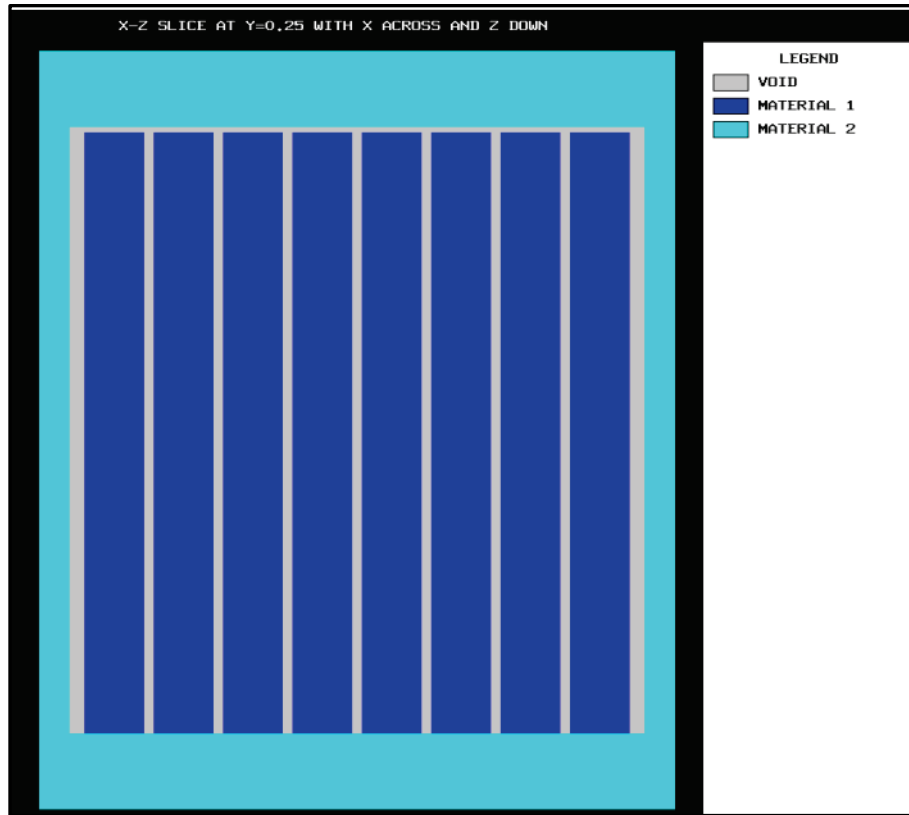 X-Z SLICE AT Y=0.25 WITH X ACROSS AND Z DOWN
LEGEND
VOID
MATERIAL 1
MATERIAL 2